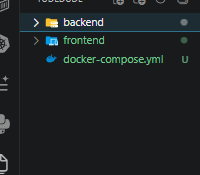 backend
frontend
docker-compose.yml U